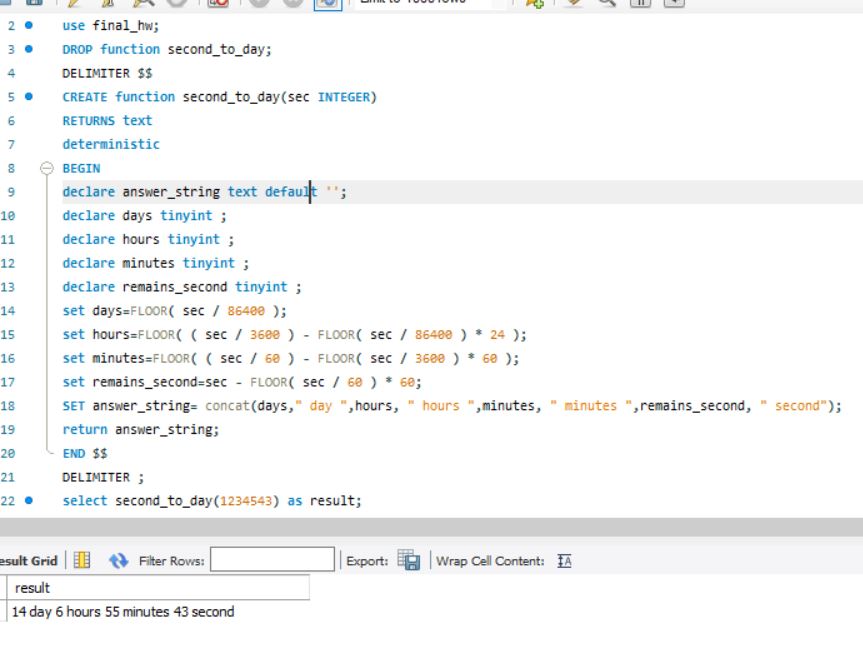 2 use final_hw;
3 DROP function second_to_day;
4 DELIMITER $$
5 CREATE function second_to_day(sec INTEGER)
6 RETURNS text
7 deterministic
8 BEGIN
9 declare answer_string text default '';
10 declare days tinyint ;
11 declare hours tinyint ;
12 declare minutes tinyint ;
13 declare remains_second tinyint ;
14 set days=FLOOR( sec / 86400 );
15 set hours=FLOOR( ( sec / 3600 ) - FLOOR( sec / 86400 ) * 24 );
16 set minutes=FLOOR( ( sec / 60 ) - FLOOR( sec / 3600 ) * 60 );
17 set remains_second=sec - FLOOR( sec / 60 ) * 60;
18 SET answer_string= concat(days," day ",hours, " hours ",minutes, " minutes ",remains_second, " second");
19 return answer_string;
20 END $$
21 DELIMITER ;
22 select second_to_day(1234543) as result;
esult Grid Filter Rows: Export: Wrap Cell Content: IA
result
14 day 6 hours 55 minutes 43 second